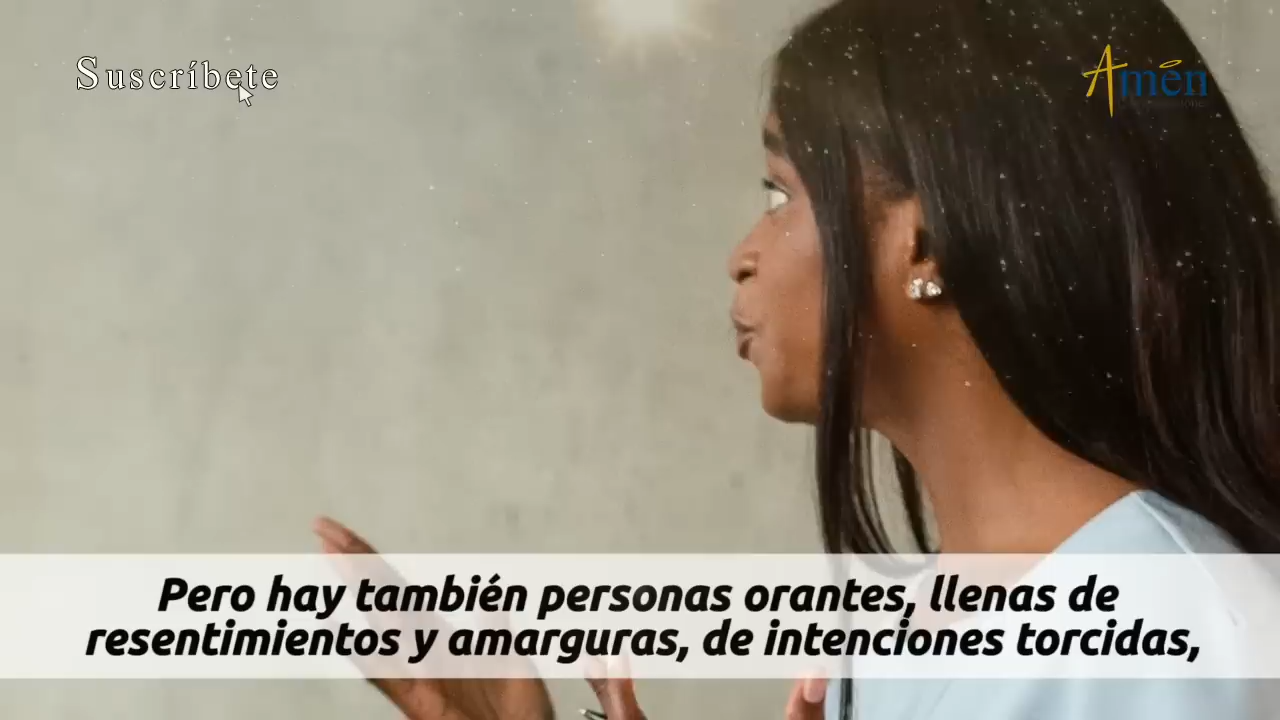 Suscríbete
Amén
Pero hay también personas orantes, llenas de
resentimientos y amarguras, de intenciones torcidas,